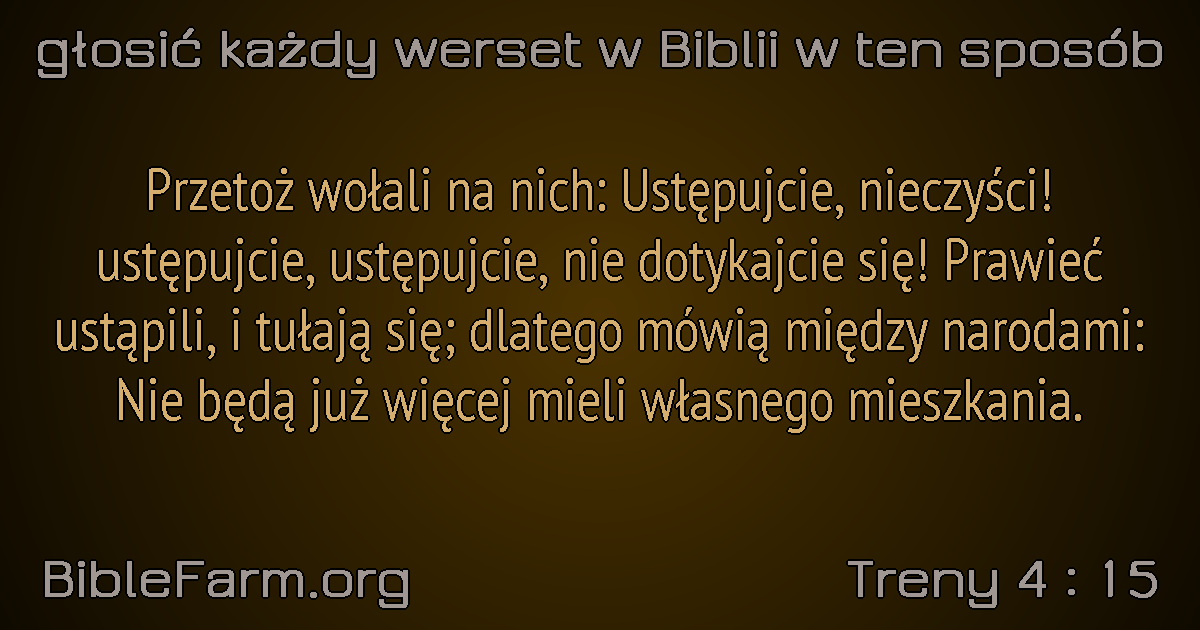 głosić każdy werset w Biblii w ten sposób
Przetoż wołali na nich: Ustępujcie, nieczyści!
ustępujcie, ustępujcie, nie dotykajcie się! Prawieć
ustąpili, i tułają się; dlatego mówią między narodami:
Nie będą już więcej mieli własnego mieszkania.
BibleFarm.org
Treny 4 : 15